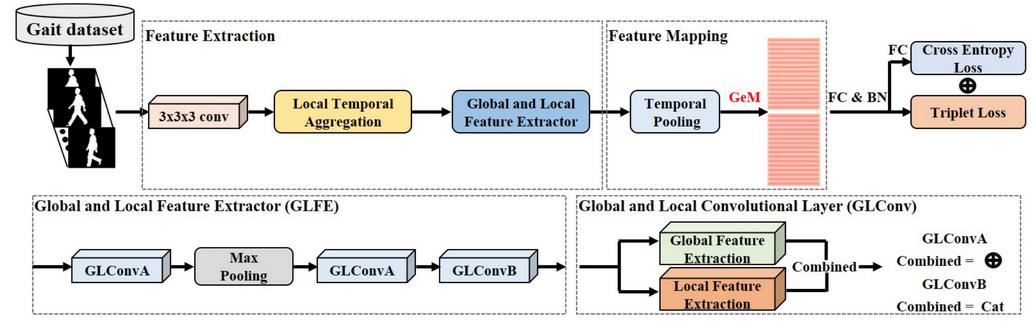 Gait dataset
Feature Extraction
Feature Mapping
3x3x3 conv
Local Temporal
Aggregation
Global and Local
Feature Extractor
Temporal
Pooling
GeM
FC & BN
FC
Cross Entropy
Loss
Triplet Loss
Global and Local Feature Extractor (GLFE)
GLConvA
Max
Pooling
GLConvA
GLConvB
Global and Local Convolutional Layer (GLConv)
Global Feature
Extraction
Local Feature
Extraction
Combined
GLConvA
Combined = ⊕
GLConvB
Combined = Cat